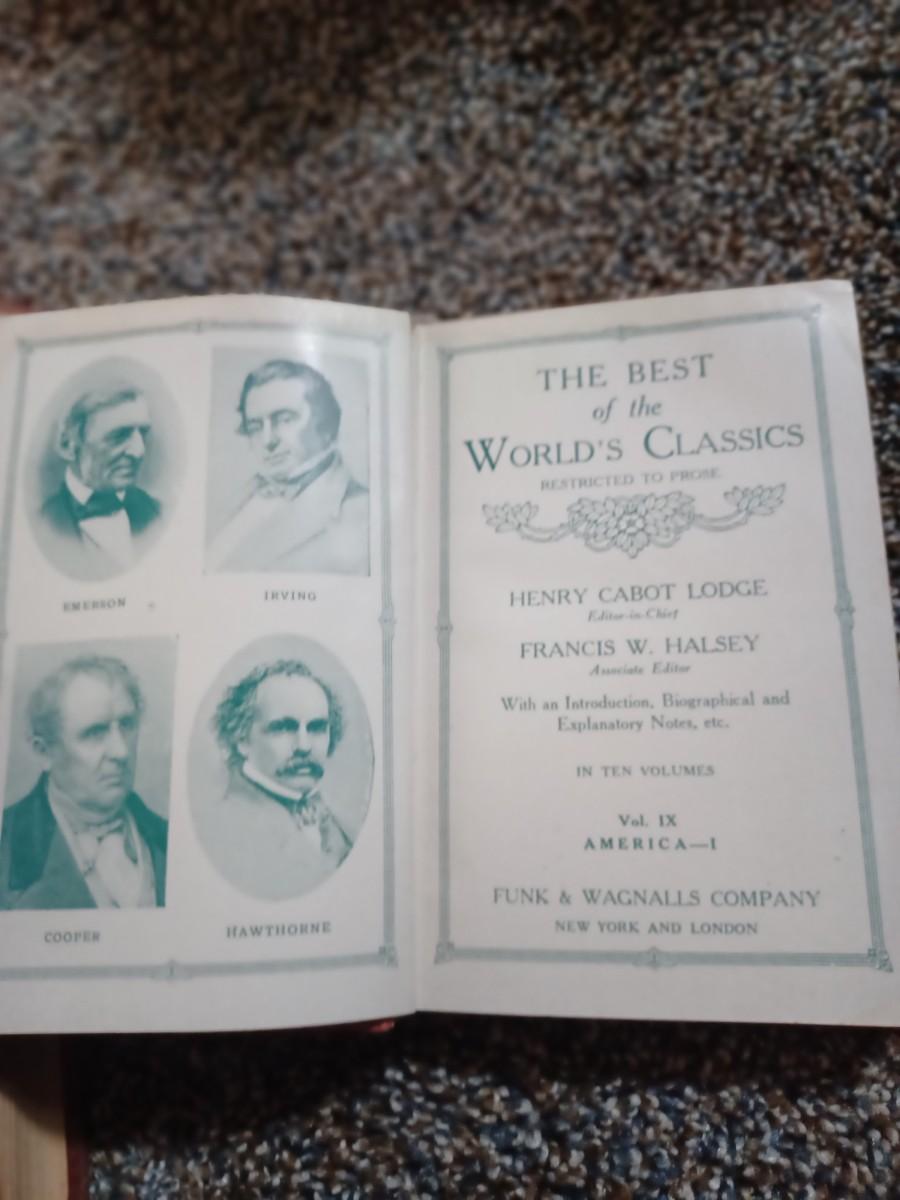 EMERSON
IRVING
COOPER
HAWTHORNE
THE BEST
of the
WORLD'S CLASSICS
RESTRICTED TO PROSE
HENRY CABOT LODGE
Editor-in-Chief
FRANCIS W. HALSEY
Associate Editor
With an Introduction, Biographical and
Explanatory Notes, etc.
IN TEN VOLUMES
Vol. IX
AMERICA—I
FUNK & WAGNALLS COMPANY
NEW YORK AND LONDON